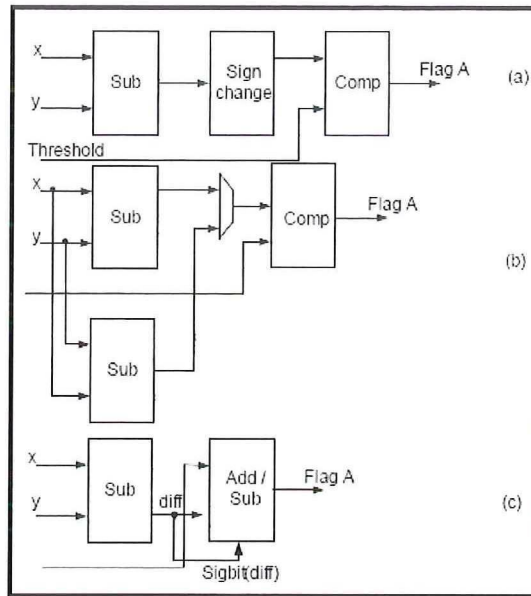 x
y
Sub
Sign
change
Comp
Flag A
(a)
Threshold
x
y
Sub
Comp
Flag A
(b)
Sub
x
y
Sub
diff
Add /
Sub
Flag A
(c)
Sigbit(diff)